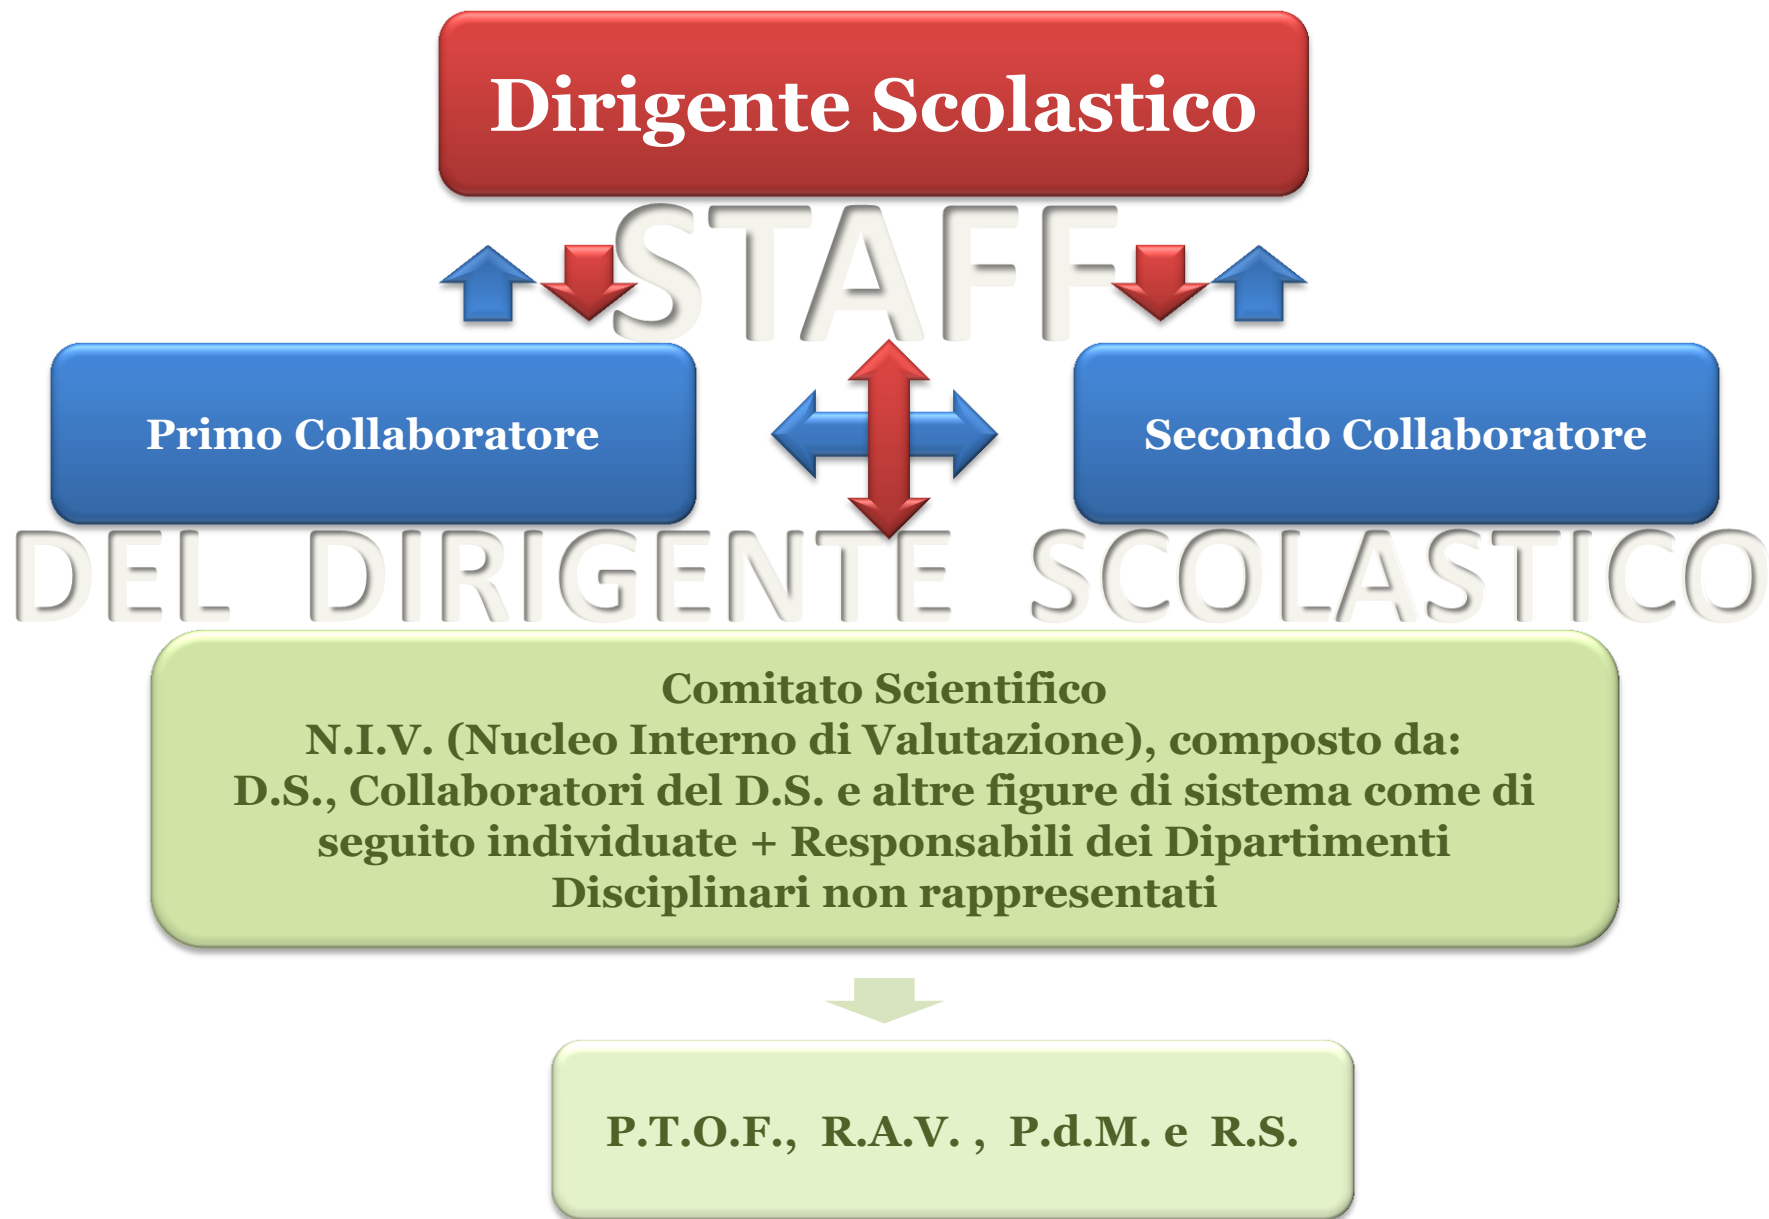 Dirigente Scolastico
STAFF
Primo Collaboratore
Secondo Collaboratore
DEL DIRIGENTE SCOLASTICO
Comitato Scientifico
N.I.V. (Nucleo Interno di Valutazione), composto da:
D.S., Collaboratori del D.S. e altre figure di sistema come di
seguito individuate + Responsabili dei Dipartimenti
Disciplinari non rappresentati
P.T.O.F., R.A.V. , P.d.M. e R.S.